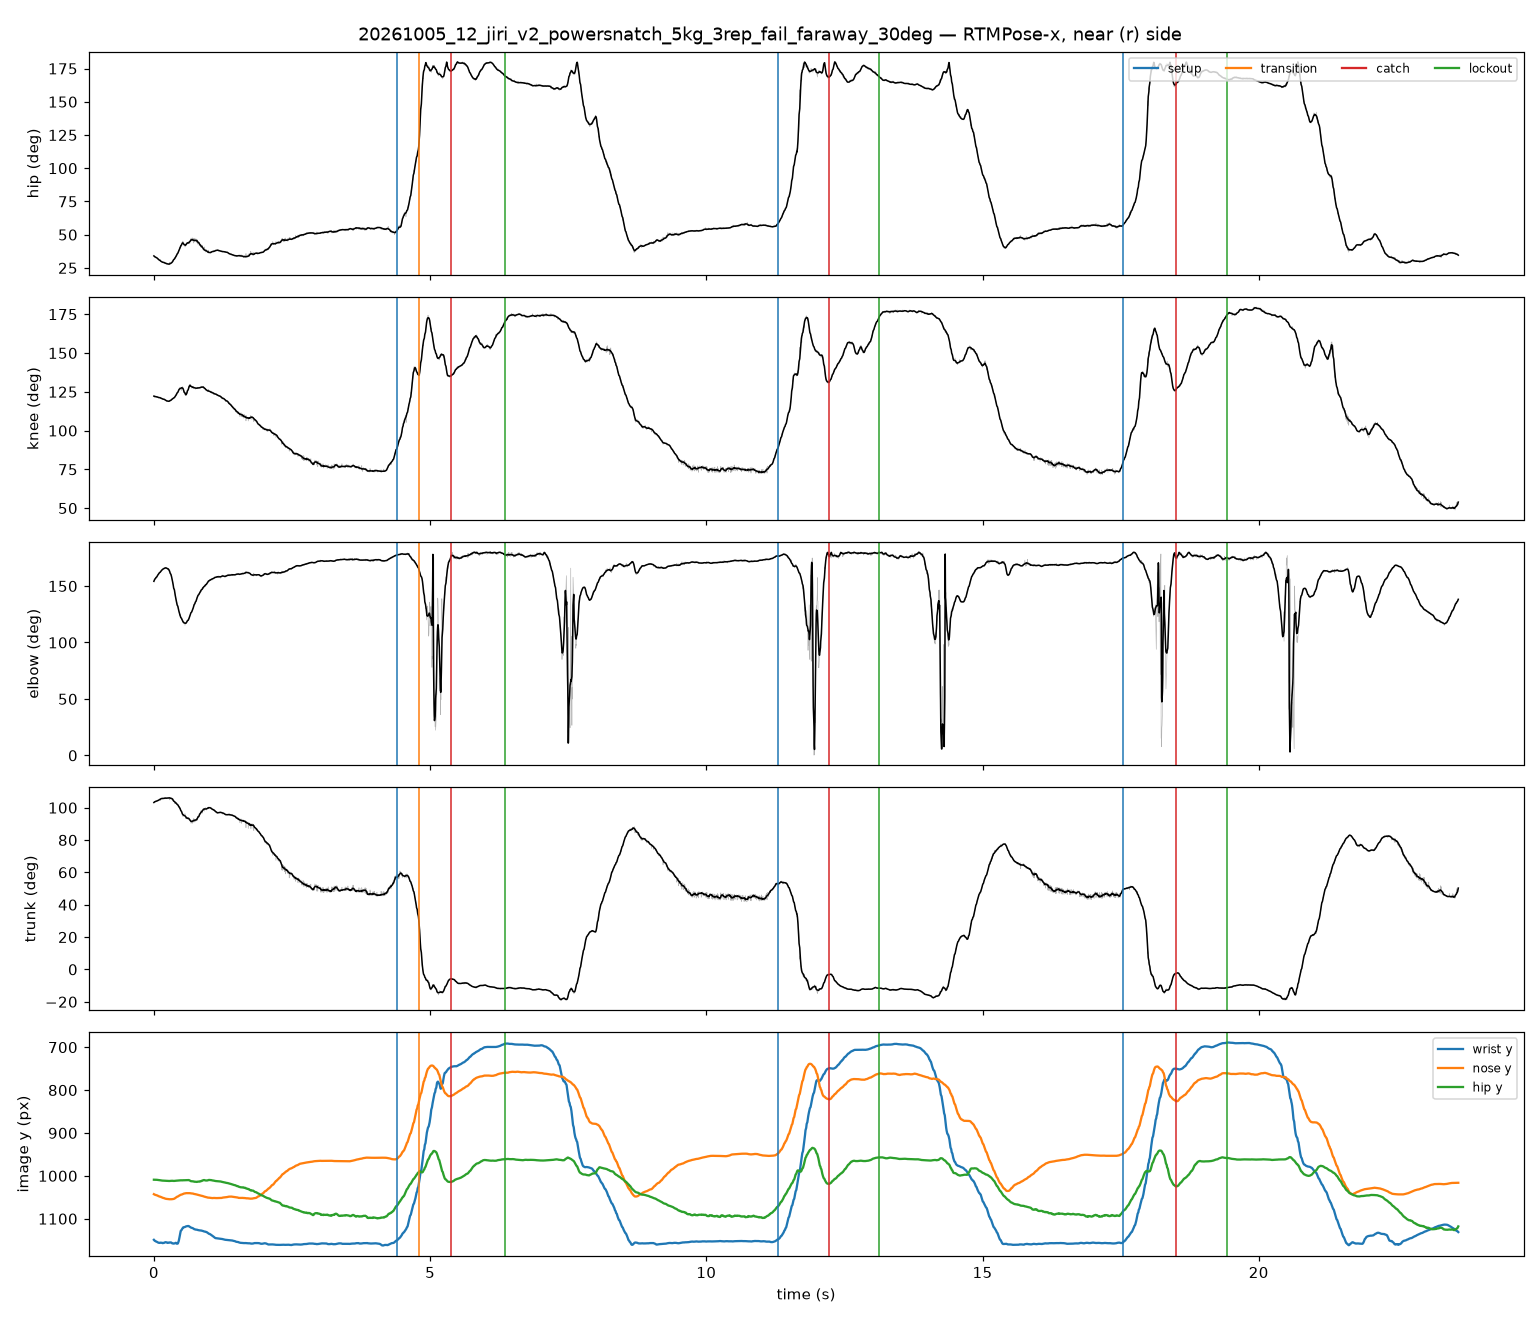 20261005_12_jiri_v2_powersnatch_5kg_3rep_fail_faraway_30deg — RTMPose-x, near (r) side
hip (deg)
175
150
125
100
75
50
25
setup
transition
catch
lockout
knee (deg)
175
150
125
100
75
50
elbow (deg)
150
100
50
0
trunk (deg)
100
80
60
40
20
0
−20
image y (px)
700
800
900
1000
1100
wrist y
nose y
hip y
0
5
10
15
20
time (s)